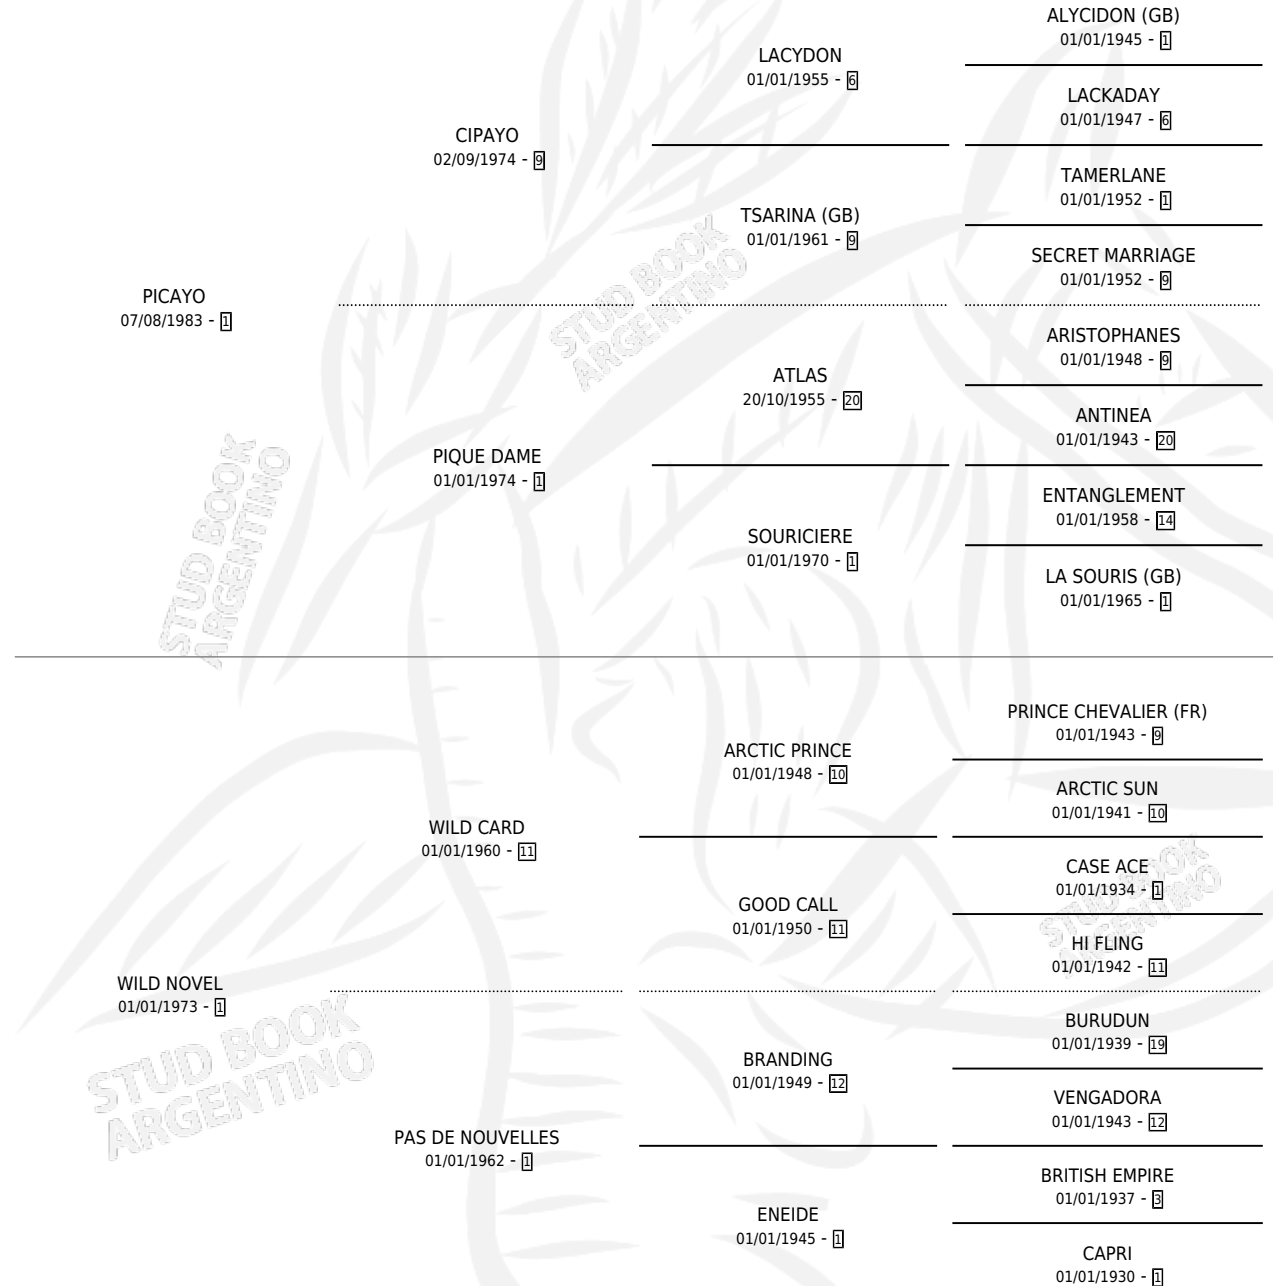 ALYCIDON (GB)
01/01/1945 - 1
LACYDON
01/01/1955 - 6
LACKADAY
01/01/1947 - 6
CIPAYO
02/09/1974 - 9
TAMERLANE
01/01/1952 - 1
TSARINA (GB)
01/01/1961 - 9
SECRET MARRIAGE
01/01/1952 - 9
PICAYO
07/08/1983 - 1
ARISTOPHANES
01/01/1948 - 9
ATLAS
20/10/1955 - 20
ANTINEA
01/01/1943 - 20
PIQUE DAME
01/01/1974 - 1
ENTANGLEMENT
01/01/1958 - 14
SOURICIERE
01/01/1970 - 1
LA SOURIS (GB)
01/01/1965 - 1
PRINCE CHEVALIER (FR)
01/01/1943 - 9
ARCTIC PRINCE
01/01/1948 - 10
ARCTIC SUN
01/01/1941 - 10
WILD CARD
01/01/1960 - 11
CASE ACE
01/01/1934 - 1
GOOD CALL
01/01/1950 - 11
HI FLING
01/01/1942 - 11
WILD NOVEL
01/01/1973 - 1
BURUDUN
01/01/1939 - 19
BRANDING
01/01/1949 - 12
VENGADORA
01/01/1943 - 12
PAS DE NOUVELLES
01/01/1962 - 1
BRITISH EMPIRE
01/01/1937 - 3
ENEIDE
01/01/1945 - 1
CAPRI
01/01/1930 - 1
STUD BOOK
ARGENTINO
STUD BOOK
ARGENTINO
STUD BOOK
ARGENTINO
STUD BOOK
ARGENTINO